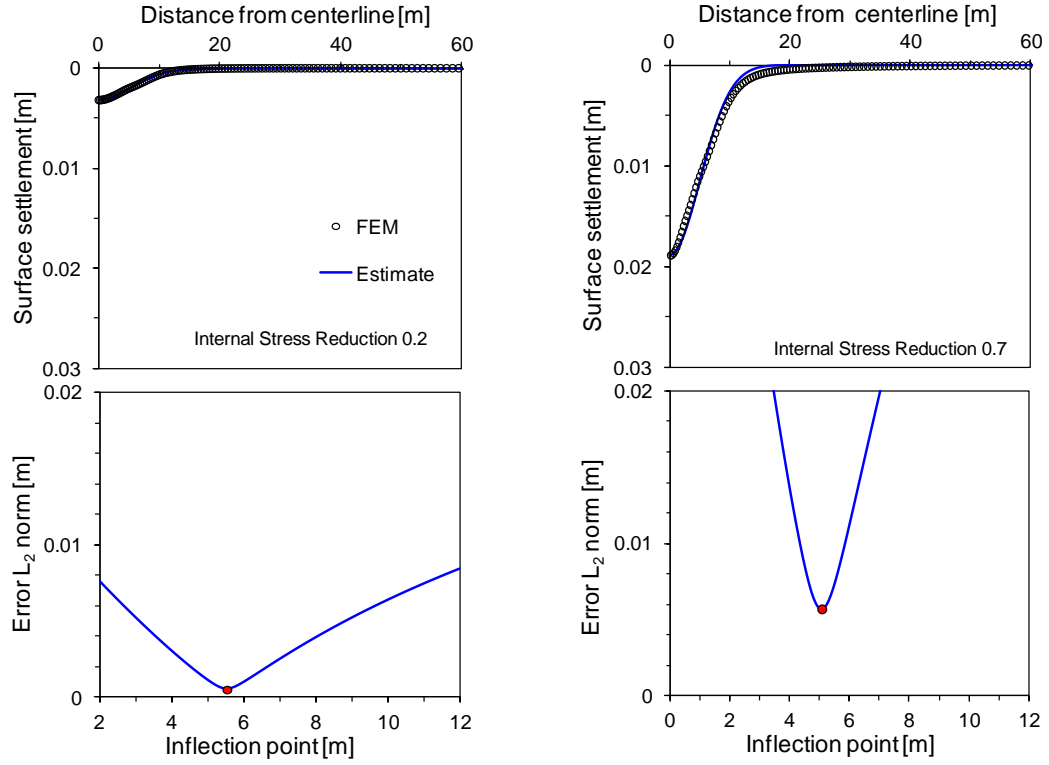 Distance from centerline [m]
0 20 40 60
0
0.01
0.02
0.03
Surface settlement [m]
FEM
Estimate
Internal Stress Reduction 0.2
Distance from centerline [m]
0 20 40 60
0
0.01
0.02
0.03
Surface settlement [m]
Internal Stress Reduction 0.7
0.02
0.01
0
Error L2 norm [m]
2 4 6 8 10 12
Inflection point [m]
0.02
0.01
0
Error L2 norm [m]
0 2 4 6 8 10 12
Inflection point [m]